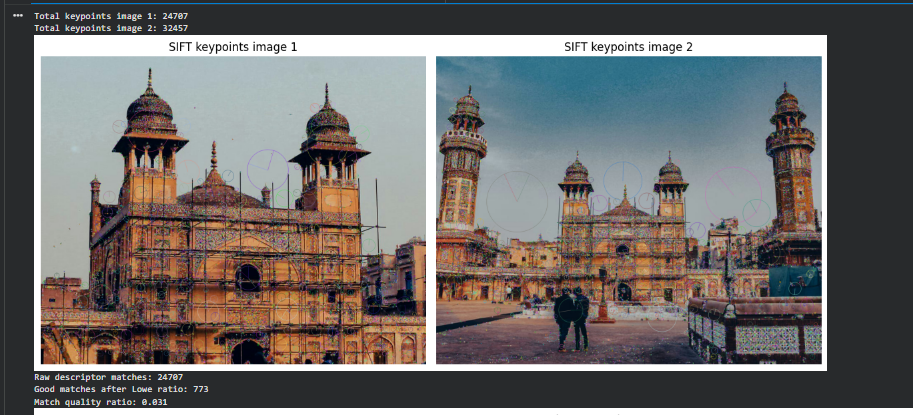 Total keypoints image 1: 24707
Total keypoints image 2: 32457
SIFT keypoints image 1
SIFT keypoints image 2
Raw descriptor matches: 24707
Good matches after Lowe ratio: 773
Match quality ratio: 0.031